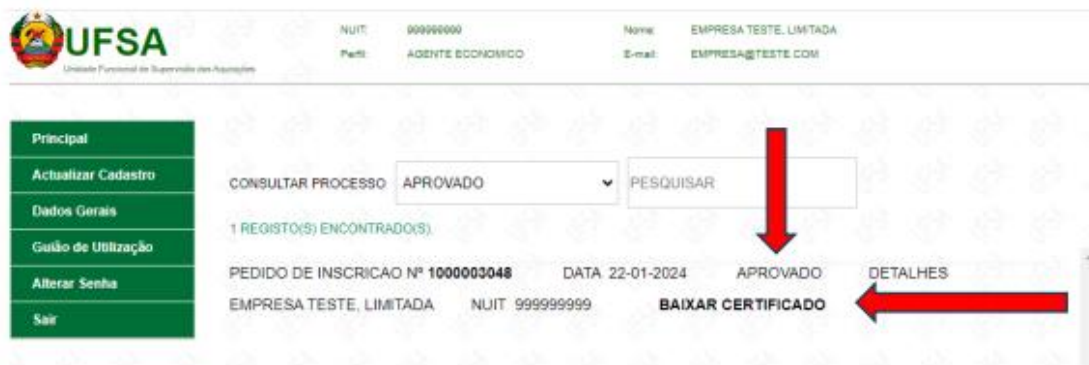 UFSA
Unidade Funcional de Supervisão das Aquisições
NUIT: 999999999 Nome: EMPRESA TESTE, LIMITADA
Perfil: AGENTE ECONOMICO E-mail: EMPRESA@TESTE.COM
Principal
Actualizar Cadastro
Dados Gerais
Guião de Utilização
Alterar Senha
Sair
CONSULTAR PROCESSO APROVADO PESQUISAR
1 REGISTO(S) ENCONTRADO(S).
PEDIDO DE INSCRICAO Nº 1000003048 DATA 22-01-2024 APROVADO DETALHES
EMPRESA TESTE, LIMITADA NUIT 999999999 BAIXAR CERTIFICADO